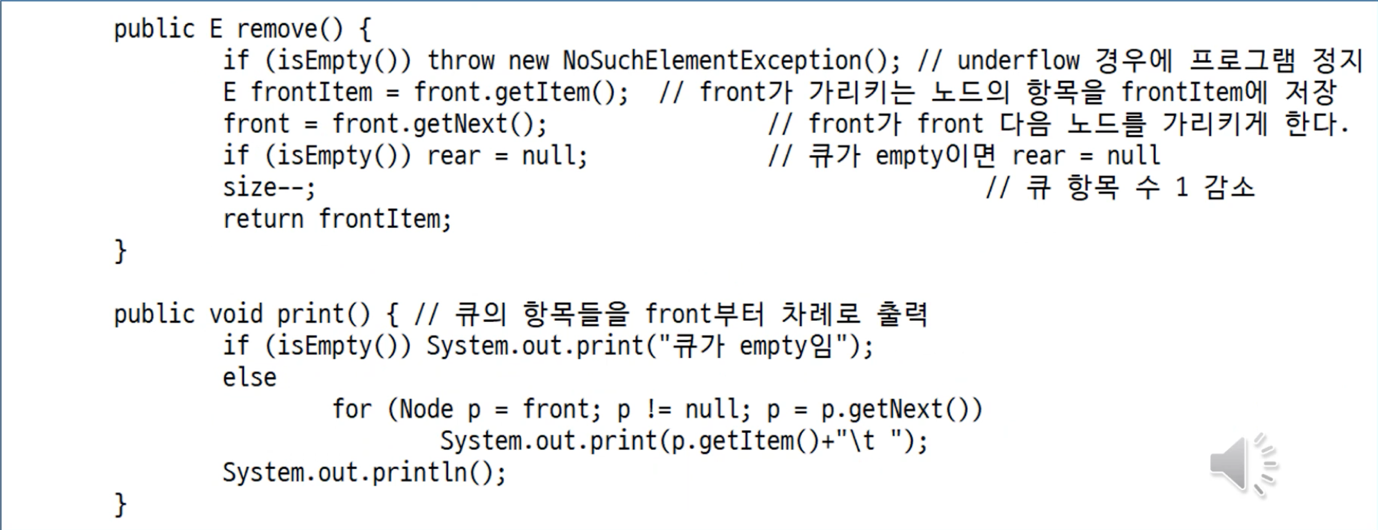 public E remove() {
if (isEmpty()) throw new NoSuchElementException(); // underflow 경우에 프로그램 정지
E frontItem = front.getItem(); // front가 가리키는 노드의 항목을 frontItem에 저장
front = front.getNext(); // front가 front 다음 노드를 가리키게 한다.
if (isEmpty()) rear = null; // 큐가 empty이면 rear = null
size--; // 큐 항목 수 1 감소
return frontItem;
}
public void print() { // 큐의 항목들을 front부터 차례로 출력
if (isEmpty()) System.out.print("큐가 empty임");
else
for (Node p = front; p != null; p = p.getNext())
System.out.print(p.getItem()+"\t ");
System.out.println();
}